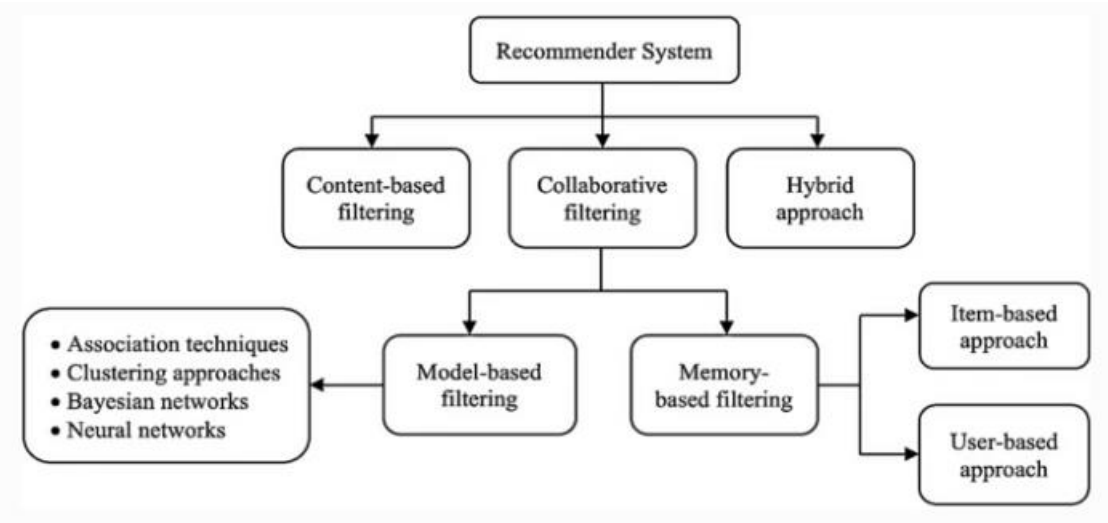 Recommender System
Content-based
filtering
Collaborative
filtering
Hybrid
approach
• Association techniques
• Clustering approaches
• Bayesian networks
• Neural networks
Model-based
filtering
Memory-
based filtering
Item-based
approach
User-based
approach